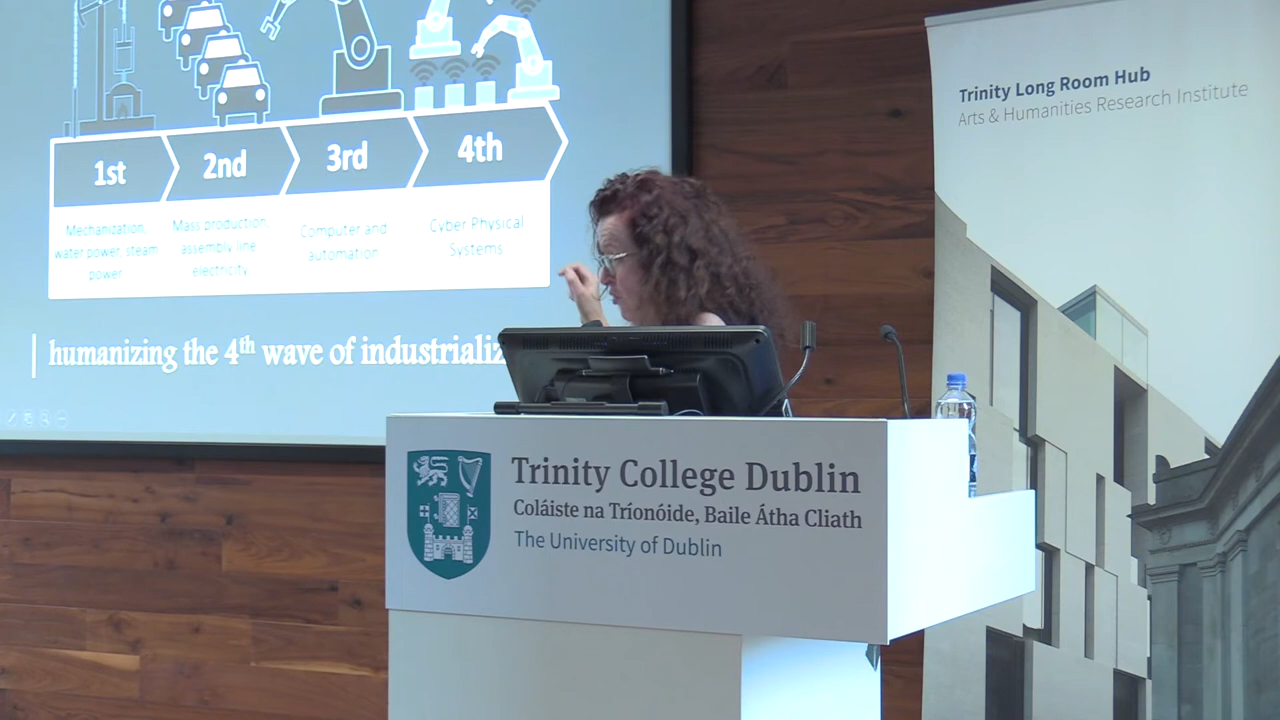 1st
2nd
3rd
4th
Mechanization,
water power, steam
power
Mass production,
assembly line,
electricity
Computer and
automation
Cyber Physical
Systems
humanizing the 4th wave of industrializ
Trinity Long Room Hub
Arts & Humanities Research Institute
Trinity College Dublin
Coláiste na Tríonóide, Baile Átha Cliath
The University of Dublin